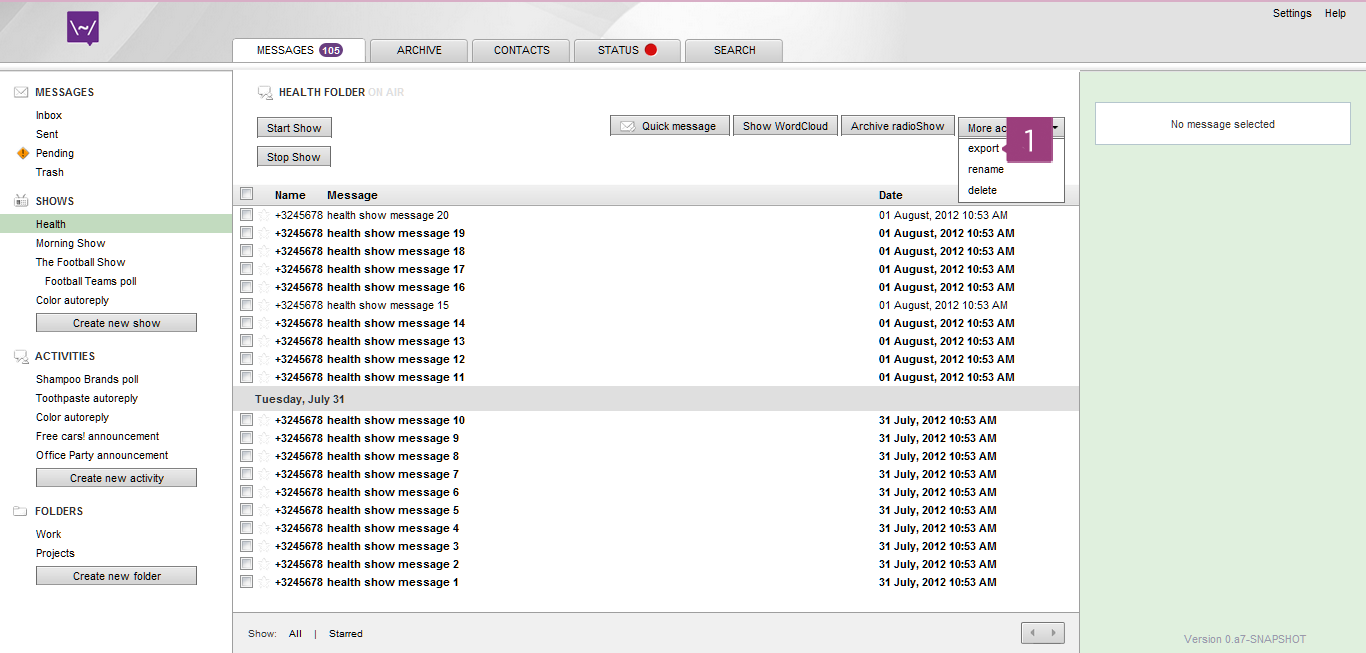 Settings Help
MESSAGES 105 ARCHIVE CONTACTS STATUS SEARCH
MESSAGES
Inbox
Sent
Pending
Trash
SHOWS
Health
Morning Show
The Football Show
Football Teams poll
Color autoreply
Create new show
ACTIVITIES
Shampoo Brands poll
Toothpaste autoreply
Color autoreply
Free cars! announcement
Office Party announcement
Create new activity
FOLDERS
Work
Projects
Create new folder
HEALTH FOLDER ON AIR
Start Show
Stop Show
Quick message Show WordCloud Archive radioShow More
1
export
rename
delete
Name Message Date
+3245678 health show message 20 01 August, 2012 10:53 AM
+3245678 health show message 19 01 August, 2012 10:53 AM
+3245678 health show message 18 01 August, 2012 10:53 AM
+3245678 health show message 17 01 August, 2012 10:53 AM
+3245678 health show message 16 01 August, 2012 10:53 AM
+3245678 health show message 15 01 August, 2012 10:53 AM
+3245678 health show message 14 01 August, 2012 10:53 AM
+3245678 health show message 13 01 August, 2012 10:53 AM
+3245678 health show message 12 01 August, 2012 10:53 AM
+3245678 health show message 11 01 August, 2012 10:53 AM
Tuesday, July 31
+3245678 health show message 10 31 July, 2012 10:53 AM
+3245678 health show message 9 31 July, 2012 10:53 AM
+3245678 health show message 8 31 July, 2012 10:53 AM
+3245678 health show message 7 31 July, 2012 10:53 AM
+3245678 health show message 6 31 July, 2012 10:53 AM
+3245678 health show message 5 31 July, 2012 10:53 AM
+3245678 health show message 4 31 July, 2012 10:53 AM
+3245678 health show message 3 31 July, 2012 10:53 AM
+3245678 health show message 2 31 July, 2012 10:53 AM
+3245678 health show message 1 31 July, 2012 10:53 AM
Show: All | Starred
No message selected
Version 0.a7-SNAPSHOT